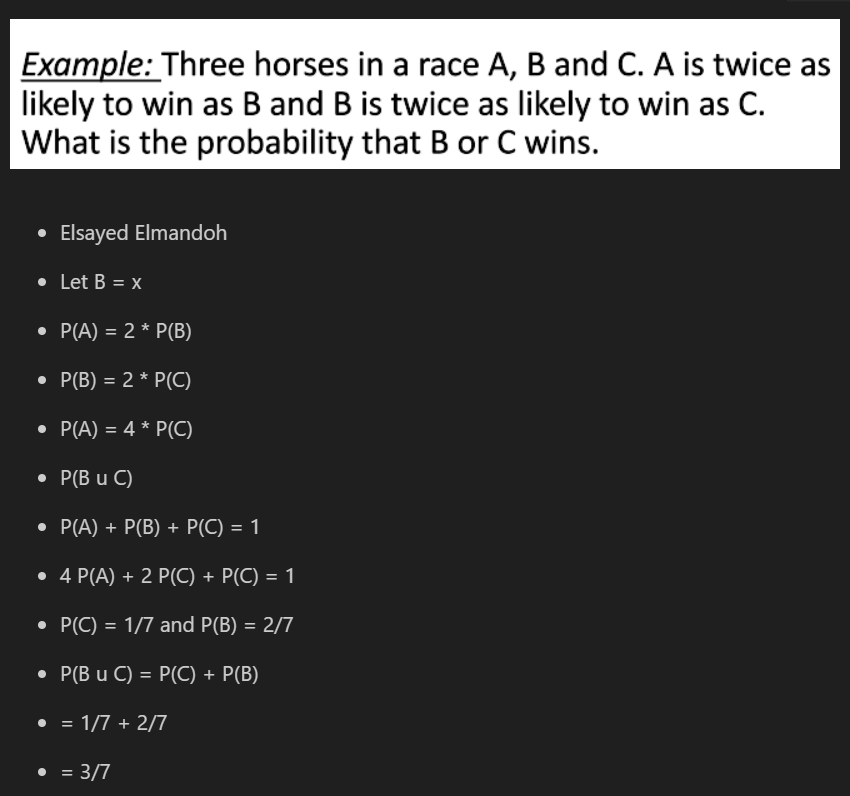 Example: Three horses in a race A, B and C. A is twice as
likely to win as B and B is twice as likely to win as C.
What is the probability that B or C wins.
• Elsayed Elmandoh
• Let B = x
• P(A) = 2 * P(B)
• P(B) = 2 * P(C)
• P(A) = 4 * P(C)
• P(B u C)
• P(A) + P(B) + P(C) = 1
• 4 P(A) + 2 P(C) + P(C) = 1
• P(C) = 1/7 and P(B) = 2/7
• P(B u C) = P(C) + P(B)
• = 1/7 + 2/7
• = 3/7